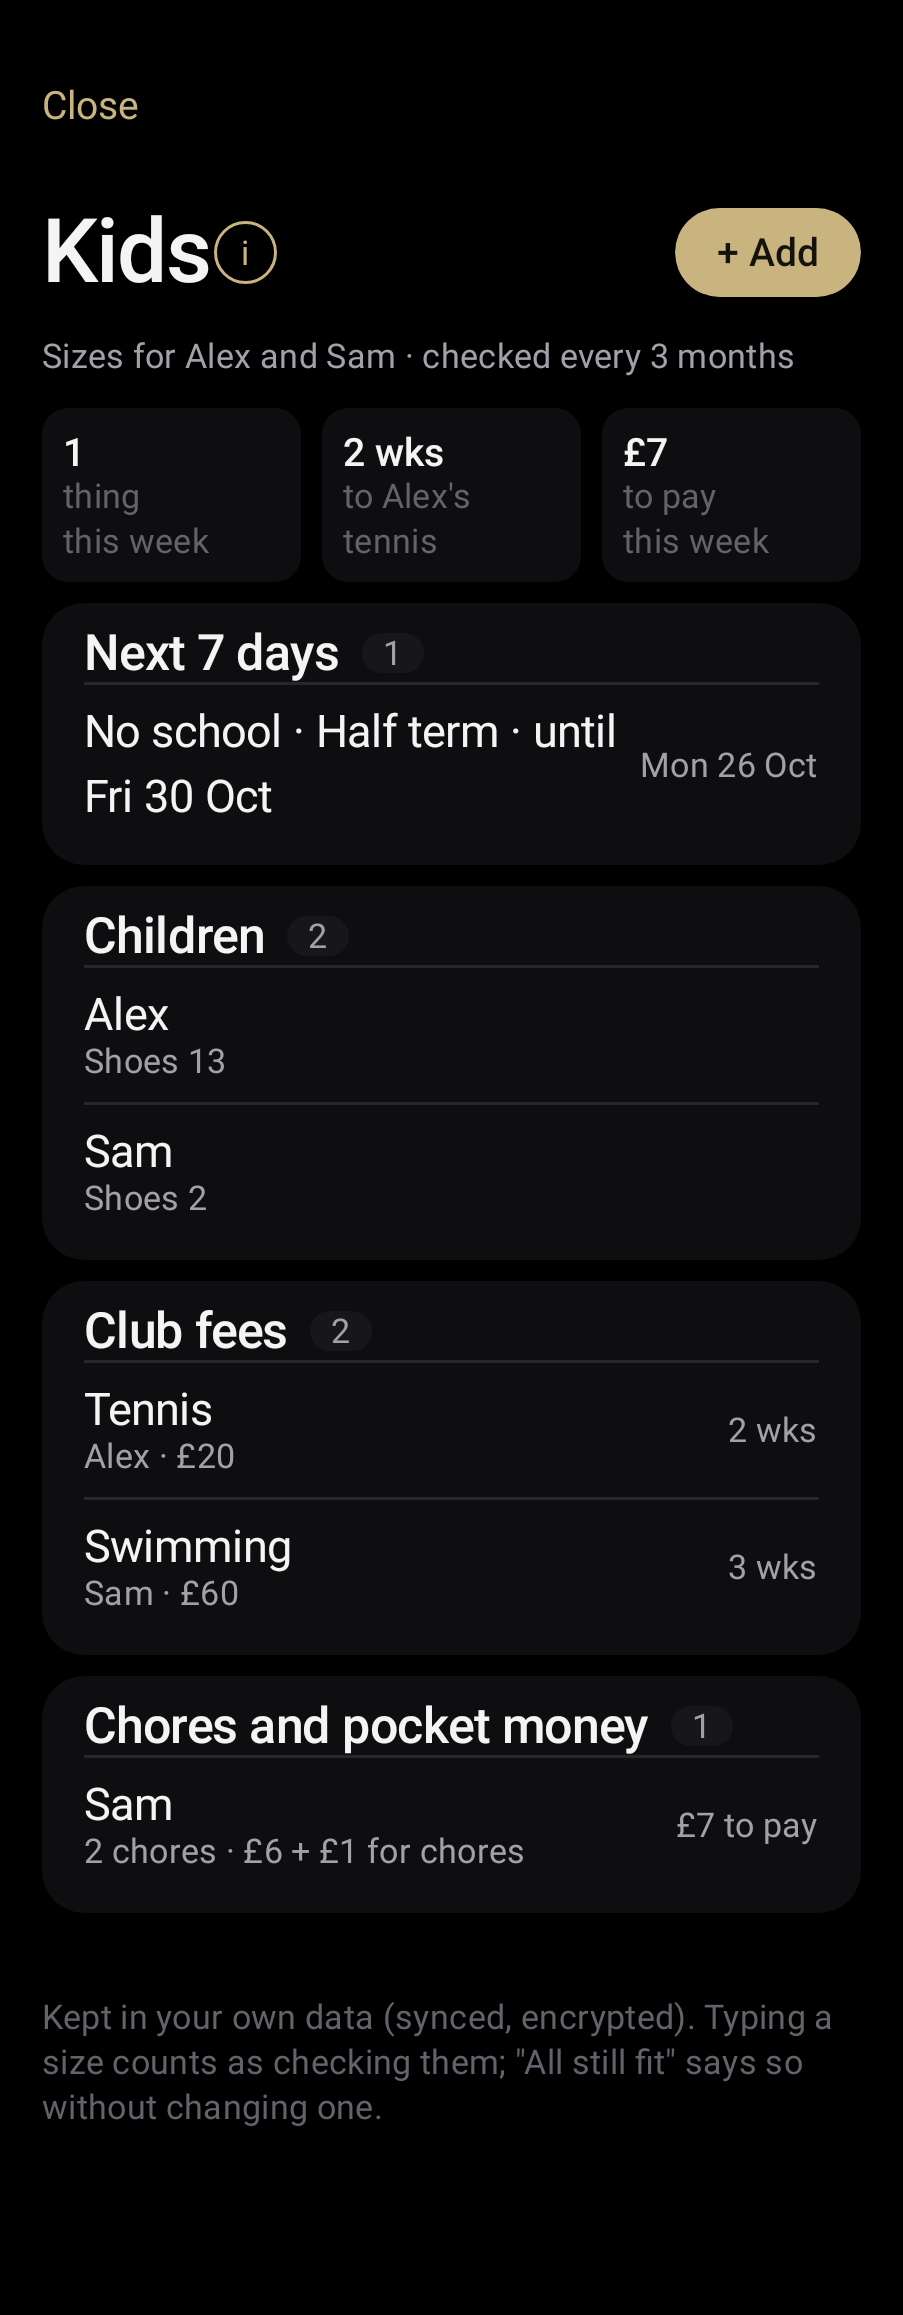 Close
Kids i
+ Add
Sizes for Alex and Sam · checked every 3 months
1
thing
this week
2 wks
to Alex's
tennis
£7
to pay
this week
Next 7 days 1
No school · Half term · until
Fri 30 Oct
Mon 26 Oct
Children 2
Alex
Shoes 13
Sam
Shoes 2
Club fees 2
Tennis
Alex · £20
2 wks
Swimming
Sam · £60
3 wks
Chores and pocket money 1
Sam
2 chores · £6 + £1 for chores
£7 to pay
Kept in your own data (synced, encrypted). Typing a
size counts as checking them; "All still fit" says so
without changing one.